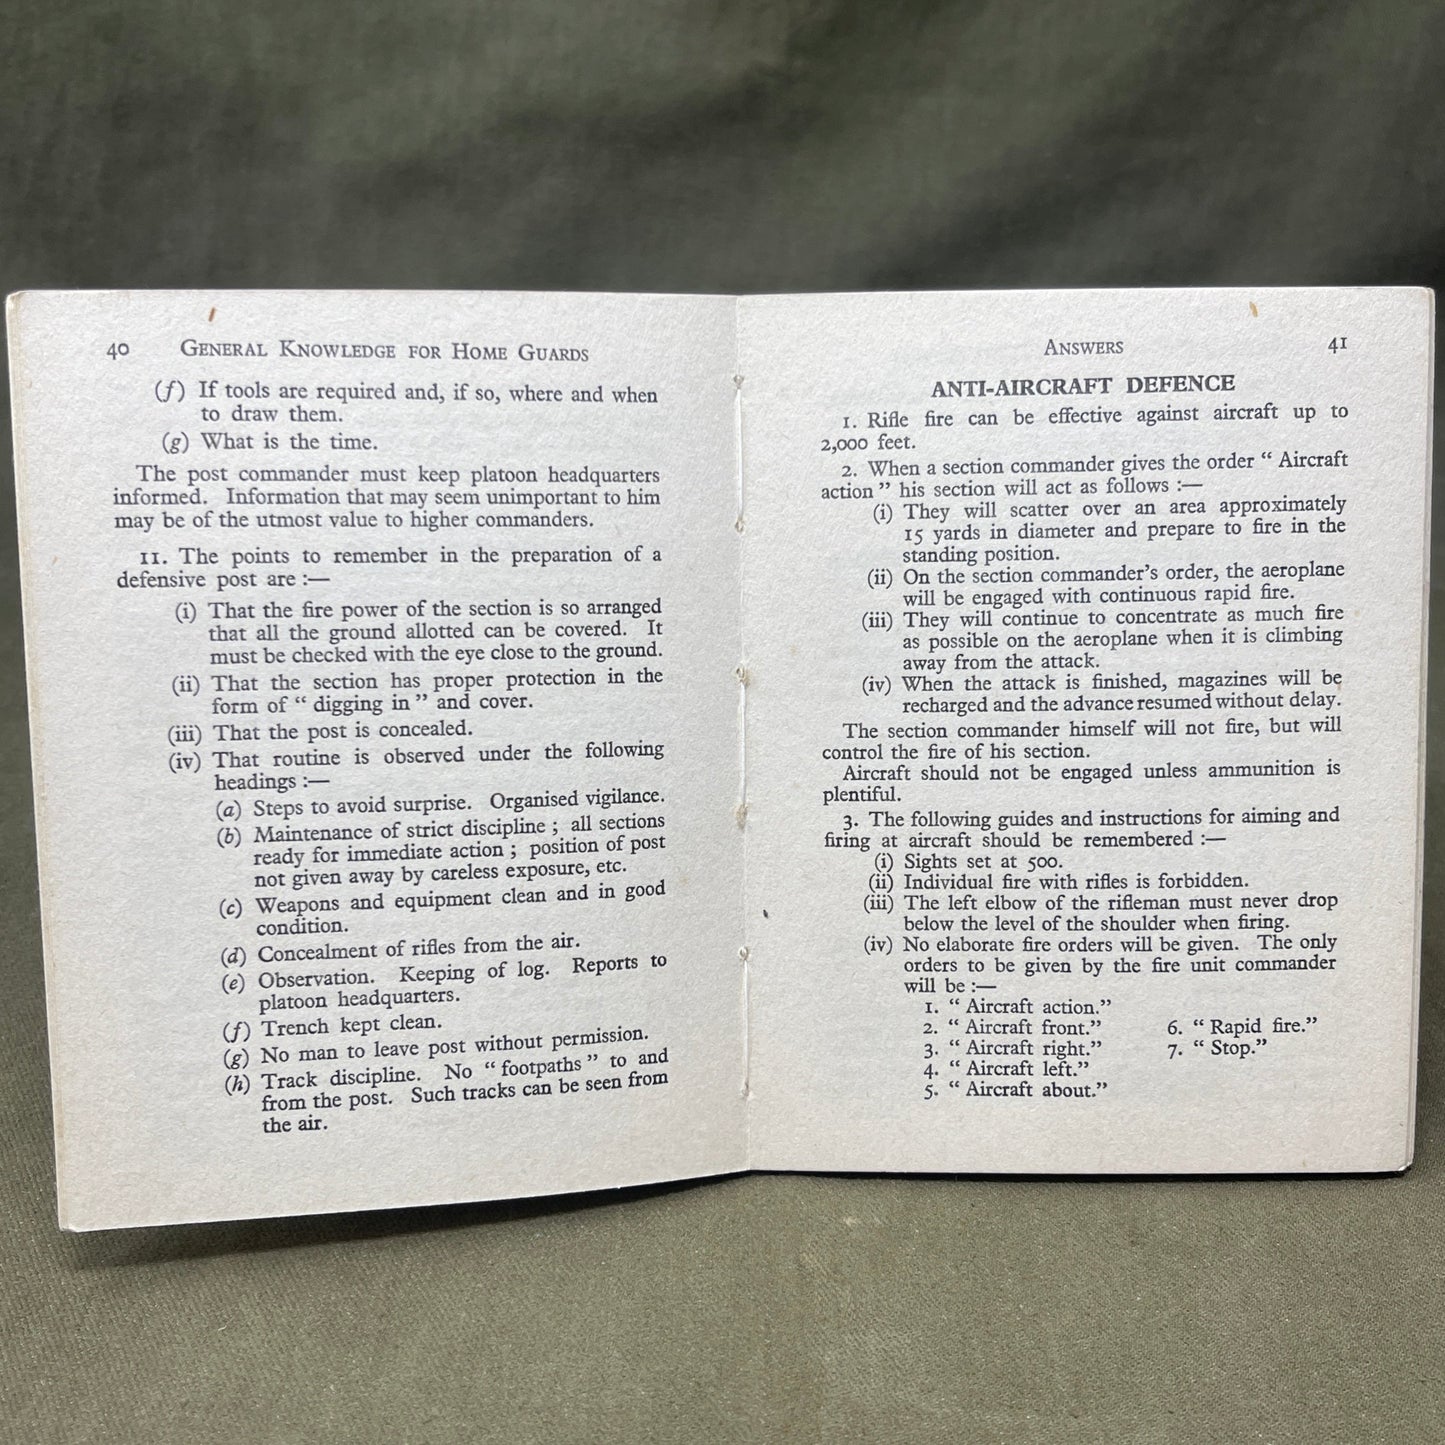 40 GENERAL KNOWLEDGE FOR HOME GUARDS
(f) If tools are required and, if so, where and when
to draw them.
(g) What is the time.
The post commander must keep platoon headquarters
informed. Information that may seem unimportant to him
may be of the utmost value to higher commanders.
11. The points to remember in the preparation of a
defensive post are :—
(i) That the fire power of the section is so arranged
that all the ground allotted can be covered. It
must be checked with the eye close to the ground.
(ii) That the section has proper protection in the
form of “ digging in ” and cover.
(iii) That the post is concealed.
(iv) That routine is observed under the following
headings :—
(a) Steps to avoid surprise. Organised vigilance.
(b) Maintenance of strict discipline ; all sections
ready for immediate action ; position of post
not given away by careless exposure, etc.
(c) Weapons and equipment clean and in good
condition.
(d) Concealment of rifles from the air.
(e) Observation. Keeping of log. Reports to
platoon headquarters.
(f) Trench kept clean.
(g) No man to leave post without permission.
(h) Track discipline. No “ footpaths ” to and
from the post. Such tracks can be seen from
the air.
ANSWERS 41
ANTI-AIRCRAFT DEFENCE
1. Rifle fire can be effective against aircraft up to
2,000 feet.
2. When a section commander gives the order “ Aircraft
action ” his section will act as follows :—
(i) They will scatter over an area approximately
15 yards in diameter and prepare to fire in the
standing position.
(ii) On the section commander’s order, the aeroplane
will be engaged with continuous rapid fire.
(iii) They will continue to concentrate as much fire
as possible on the aeroplane when it is climbing
away from the attack.
(iv) When the attack is finished, magazines will be
recharged and the advance resumed without delay.
The section commander himself will not fire, but will
control the fire of his section.
Aircraft should not be engaged unless ammunition is
plentiful.
3. The following guides and instructions for aiming and
firing at aircraft should be remembered :—
(i) Sights set at 500.
(ii) Individual fire with rifles is forbidden.
(iii) The left elbow of the rifleman must never drop
below the level of the shoulder when firing.
(iv) No elaborate fire orders will be given. The only
orders to be given by the fire unit commander
will be :—
1. “ Aircraft action.”
2. “ Aircraft front.” 6. “ Rapid fire.”
3. “ Aircraft right.” 7. “ Stop.”
4. “ Aircraft left.”
5. “ Aircraft about.”